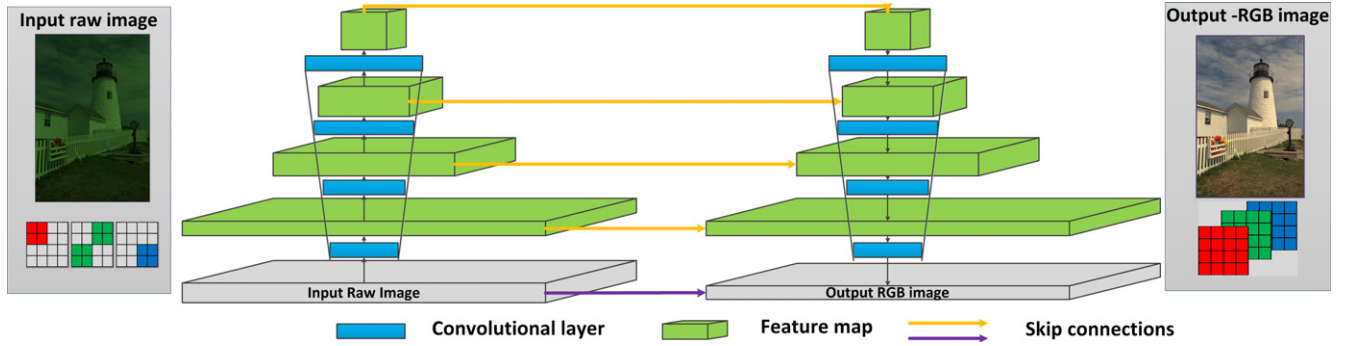 Input raw image
Output -RGB image
Input Raw Image
Output RGB image
Convolutional layer
Feature map
Skip connections